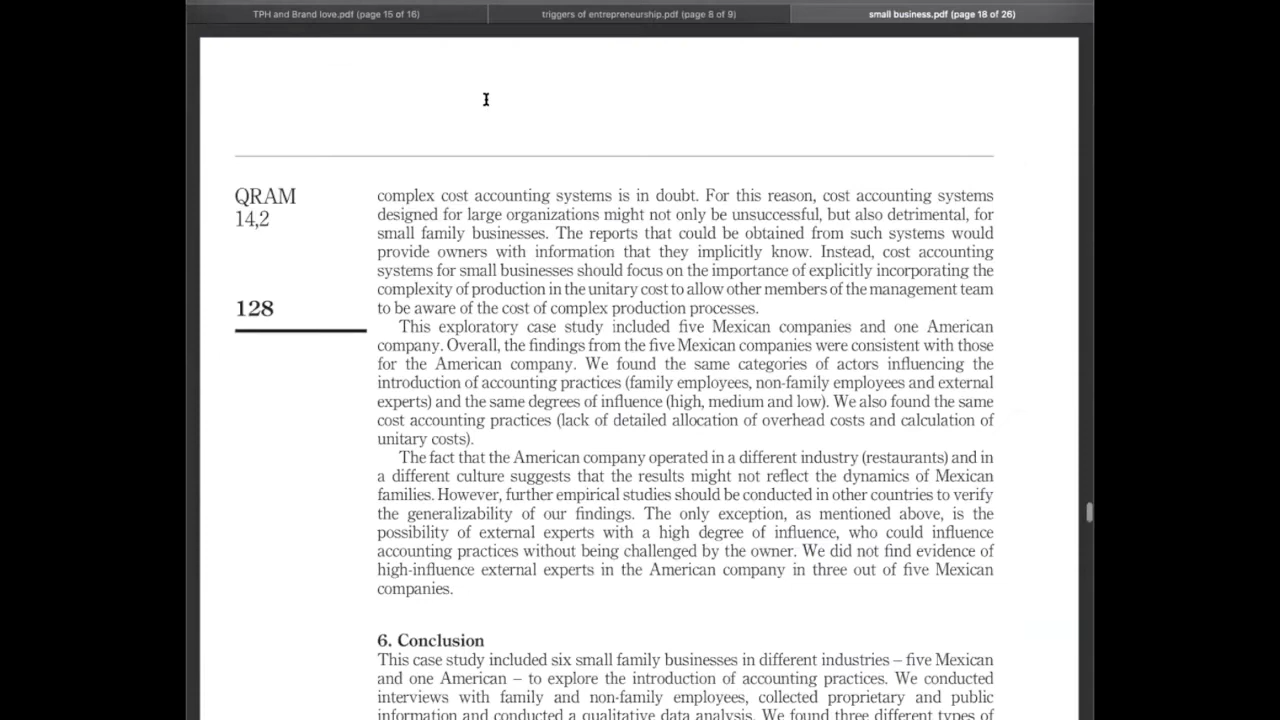 TPH and Brand love.pdf (page 15 of 16)
triggers of entrepreneurship.pdf (page 8 of 9)
small business.pdf (page 18 of 26)
QRAM
14,2
128
complex cost accounting systems is in doubt. For this reason, cost accounting systems
designed for large organizations might not only be unsuccessful, but also detrimental, for
small family businesses. The reports that could be obtained from such systems would
provide owners with information that they implicitly know. Instead, cost accounting
systems for small businesses should focus on the importance of explicitly incorporating the
complexity of production in the unitary cost to allow other members of the management team
to be aware of the cost of complex production processes.
This exploratory case study included five Mexican companies and one American
company. Overall, the findings from the five Mexican companies were consistent with those
for the American company. We found the same categories of actors influencing the
introduction of accounting practices (family employees, non-family employees and external
experts) and the same degrees of influence (high, medium and low). We also found the same
cost accounting practices (lack of detailed allocation of overhead costs and calculation of
unitary costs).
The fact that the American company operated in a different industry (restaurants) and in
a different culture suggests that the results might not reflect the dynamics of Mexican
families. However, further empirical studies should be conducted in other countries to verify
the generalizability of our findings. The only exception, as mentioned above, is the
possibility of external experts with a high degree of influence, who could influence
accounting practices without being challenged by the owner. We did not find evidence of
high-influence external experts in the American company in three out of five Mexican
companies.
6. Conclusion
This case study included six small family businesses in different industries – five Mexican
and one American – to explore the introduction of accounting practices. We conducted
interviews with family and non-family employees, collected proprietary and public
information and conducted a qualitative data analysis. We found three different types of